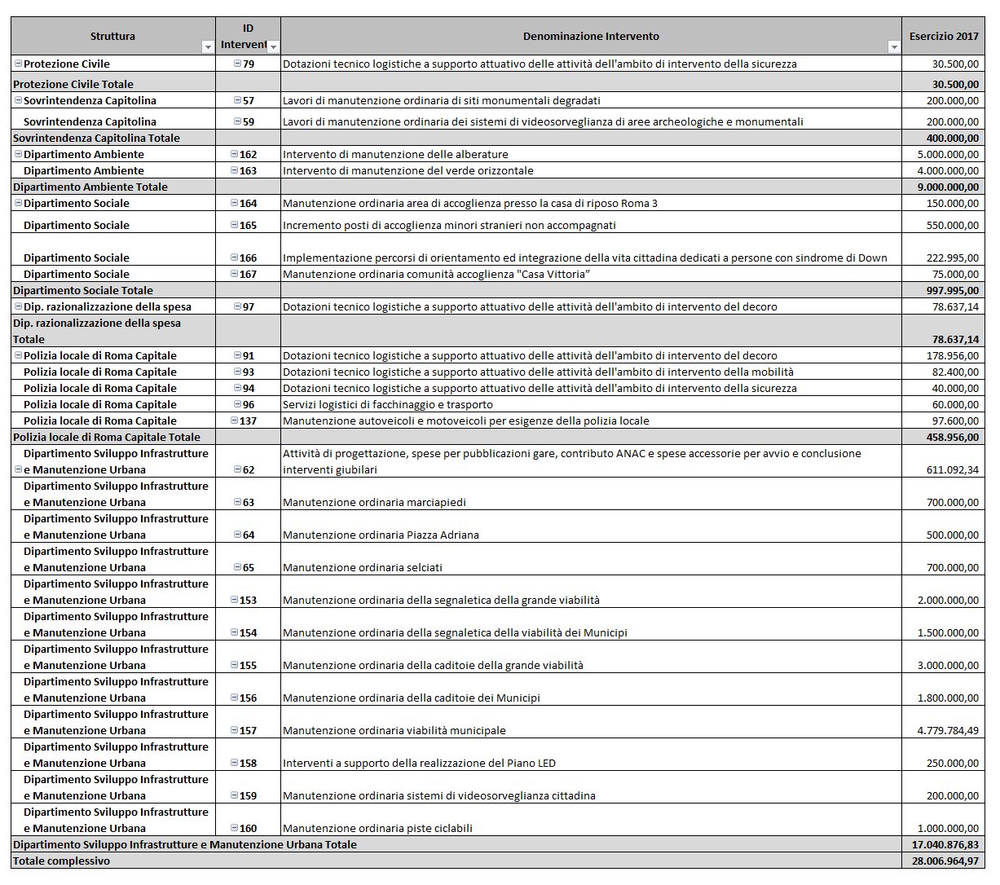 Struttura ID Intervent Denominazione Intervento Esercizio 2017
Protezione Civile 79 Dotazioni tecnico logistiche a supporto attuativo delle attività dell'ambito di intervento della sicurezza 30.500,00
Protezione Civile Totale 30.500,00
Sovrintendenza Capitolina 57 Lavori di manutenzione ordinaria di siti monumentali degradati 200.000,00
Sovrintendenza Capitolina 59 Lavori di manutenzione ordinaria dei sistemi di videosorveglianza di aree archeologiche e monumentali 200.000,00
Sovrintendenza Capitolina Totale 400.000,00
Dipartimento Ambiente 162 Intervento di manutenzione delle alberature 5.000.000,00
Dipartimento Ambiente 163 Intervento di manutenzione del verde orizzontale 4.000.000,00
Dipartimento Ambiente Totale 9.000.000,00
Dipartimento Sociale 164 Manutenzione ordinaria area di accoglienza presso la casa di riposo Roma 3 150.000,00
Dipartimento Sociale 165 Incremento posti di accoglienza minori stranieri non accompagnati 550.000,00
Dipartimento Sociale 166 Implementazione percorsi di orientamento ed integrazione della vita cittadina dedicati a persone con sindrome di Down 222.995,00
Dipartimento Sociale 167 Manutenzione ordinaria comunità accoglienza "Casa Vittoria” 75.000,00
Dipartimento Sociale Totale 997.995,00
Dip. razionalizzazione della spesa 97 Dotazioni tecnico logistiche a supporto attuativo delle attività dell'ambito di intervento del decoro 78.637,14
Dip. razionalizzazione della spesa
Totale 78.637,14
Polizia locale di Roma Capitale 91 Dotazioni tecnico logistiche a supporto attuativo delle attività dell'ambito di intervento del decoro 178.956,00
Polizia locale di Roma Capitale 93 Dotazioni tecnico logistiche a supporto attuativo delle attività dell'ambito di intervento della mobilità 82.400,00
Polizia locale di Roma Capitale 94 Dotazioni tecnico logistiche a supporto attuativo delle attività dell'ambito di intervento della sicurezza 40.000,00
Polizia locale di Roma Capitale 96 Servizi logistici di facchinaggio e trasporto 60.000,00
Polizia locale di Roma Capitale 137 Manutenzione autoveicoli e motoveicoli per esigenze della polizia locale 97.600,00
Polizia locale di Roma Capitale Totale 458.956,00
Dipartimento Sviluppo Infrastrutture Attività di progettazione, spese per pubblicazioni gare, contributo ANAC e spese accessorie per avvio e conclusione
e Manutenzione Urbana 62 interventi giubilari 611.092,34
Dipartimento Sviluppo Infrastrutture
e Manutenzione Urbana 63 Manutenzione ordinaria marciapiedi 700.000,00
Dipartimento Sviluppo Infrastrutture
e Manutenzione Urbana 64 Manutenzione ordinaria Piazza Adriana 500.000,00
Dipartimento Sviluppo Infrastrutture
e Manutenzione Urbana 65 Manutenzione ordinaria selciati 700.000,00
Dipartimento Sviluppo Infrastrutture
e Manutenzione Urbana 153 Manutenzione ordinaria della segnaletica della grande viabilità 2.000.000,00
Dipartimento Sviluppo Infrastrutture
e Manutenzione Urbana 154 Manutenzione ordinaria della segnaletica della viabilità dei Municipi 1.500.000,00
Dipartimento Sviluppo Infrastrutture
e Manutenzione Urbana 155 Manutenzione ordinaria della caditoie della grande viabilità 3.000.000,00
Dipartimento Sviluppo Infrastrutture
e Manutenzione Urbana 156 Manutenzione ordinaria della caditoie dei Municipi 1.800.000,00
Dipartimento Sviluppo Infrastrutture
e Manutenzione Urbana 157 Manutenzione ordinaria viabilità municipale 4.779.784,49
Dipartimento Sviluppo Infrastrutture
e Manutenzione Urbana 158 Interventi a supporto della realizzazione del Piano LED 250.000,00
Dipartimento Sviluppo Infrastrutture
e Manutenzione Urbana 159 Manutenzione ordinaria sistemi di videosorveglianza cittadina 200.000,00
Dipartimento Sviluppo Infrastrutture
e Manutenzione Urbana 160 Manutenzione ordinaria piste ciclabili 1.000.000,00
Dipartimento Sviluppo Infrastrutture e Manutenzione Urbana Totale 17.040.876,83
Totale complessivo 28.006.964,97